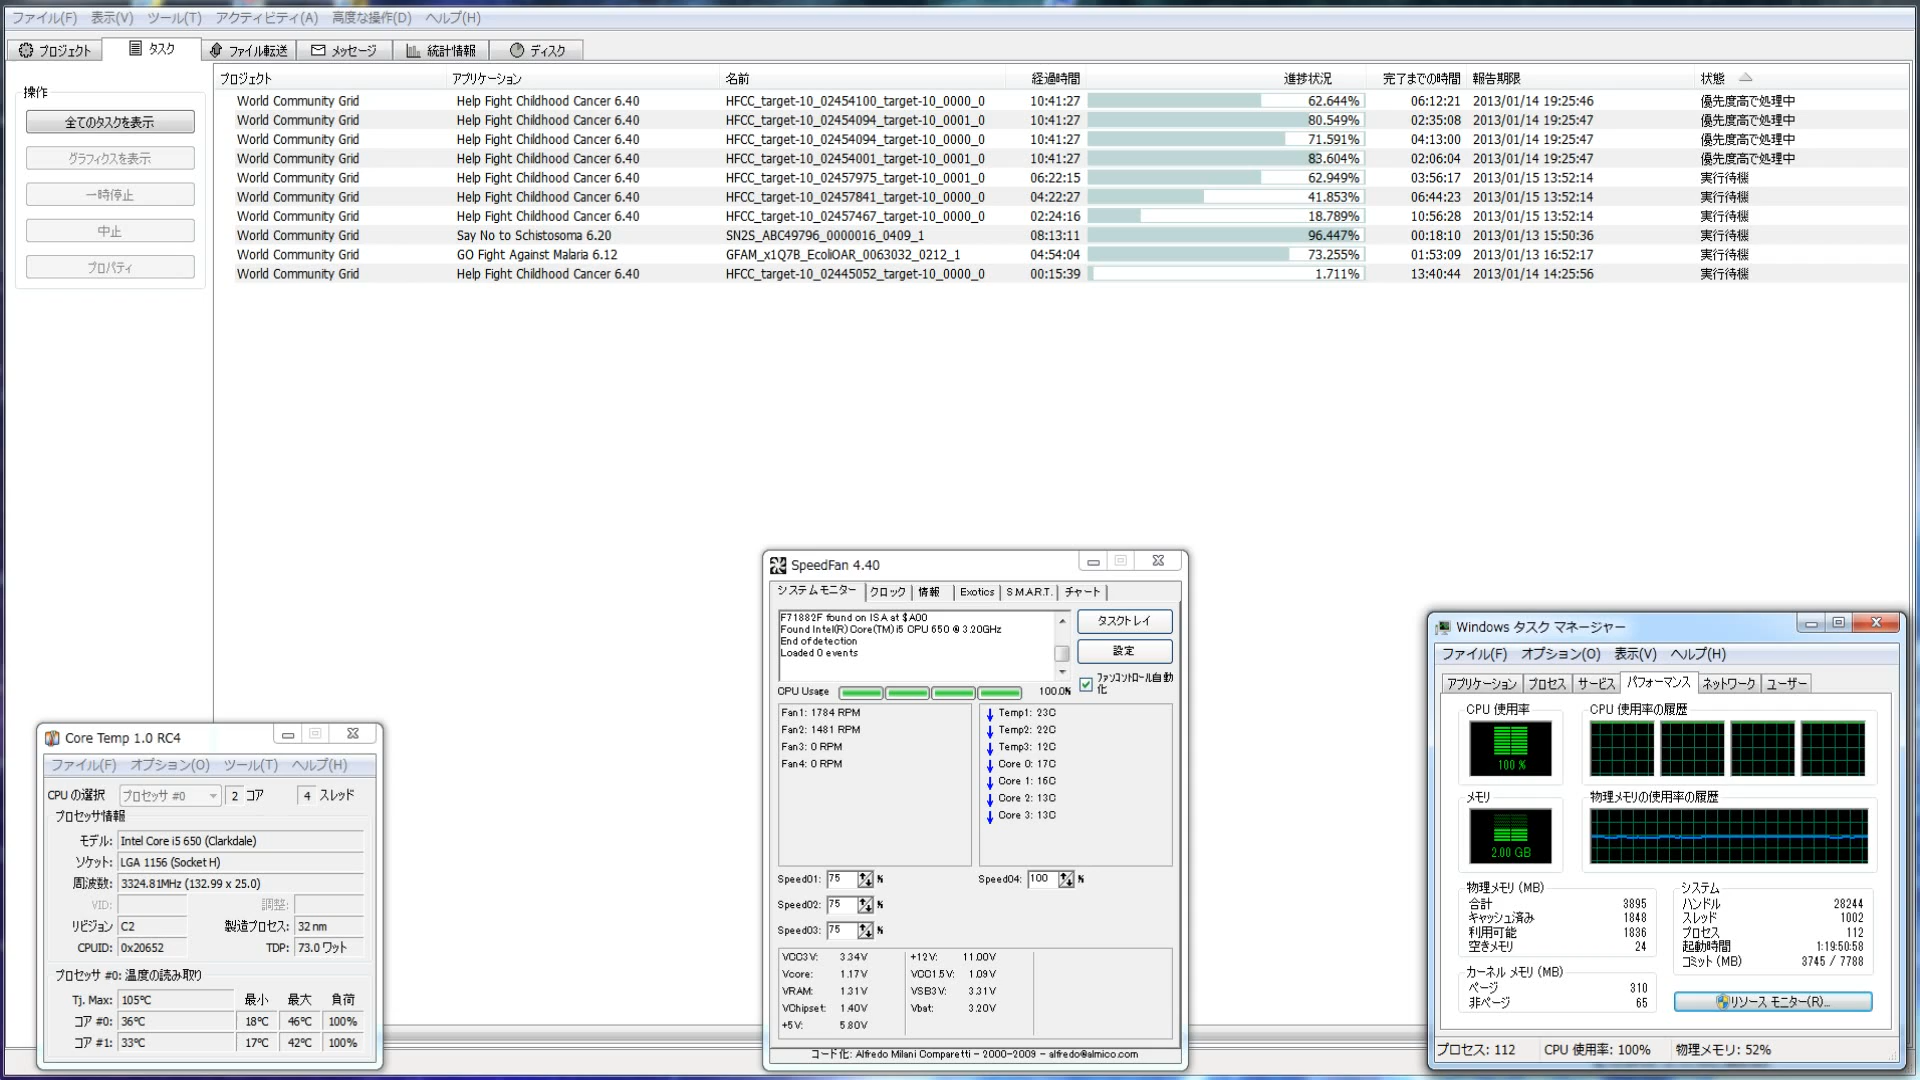 ファイル(F) 表示(V) ツール(T) アクティビティ(A) 高度な操作(D) ヘルプ(H)
プロジェクト タスク ファイル転送 メッセージ 統計情報 ディスク
操作
全てのタスクを表示
グラフィクスを表示
一時停止
中止
プロパティ
プロジェクト アプリケーション 名前 経過時間 進捗状況 完了までの時間 報告期限 状態
World Community Grid Help Fight Childhood Cancer 6.40 HFCC_target-10_02454100_target-10_0000_0 10:41:27 62.644% 06:12:21 2013/01/14 19:25:46 優先度高で処理中
World Community Grid Help Fight Childhood Cancer 6.40 HFCC_target-10_02454094_target-10_0001_0 10:41:27 80.549% 02:35:08 2013/01/14 19:25:47 優先度高で処理中
World Community Grid Help Fight Childhood Cancer 6.40 HFCC_target-10_02454094_target-10_0000_0 10:41:27 71.591% 04:13:00 2013/01/14 19:25:47 優先度高で処理中
World Community Grid Help Fight Childhood Cancer 6.40 HFCC_target-10_02454001_target-10_0001_0 10:41:27 83.604% 02:06:04 2013/01/14 19:25:47 優先度高で処理中
World Community Grid Help Fight Childhood Cancer 6.40 HFCC_target-10_02457975_target-10_0001_0 06:22:15 62.949% 03:56:17 2013/01/15 13:52:14 実行待機
World Community Grid Help Fight Childhood Cancer 6.40 HFCC_target-10_02457841_target-10_0000_0 04:22:27 41.853% 06:44:23 2013/01/15 13:52:14 実行待機
World Community Grid Help Fight Childhood Cancer 6.40 HFCC_target-10_02457467_target-10_0000_0 02:24:16 18.789% 10:56:28 2013/01/15 13:52:14 実行待機
World Community Grid Say No to Schistosoma 6.20 SN2S_ABC49796_0000016_0409_1 08:13:11 96.447% 00:18:10 2013/01/13 15:50:36 実行待機
World Community Grid GO Fight Against Malaria 6.12 GFAM_x1Q7B_EcoliOAR_0063032_0212_1 04:54:04 73.255% 01:53:09 2013/01/13 16:52:17 実行待機
World Community Grid Help Fight Childhood Cancer 6.40 HFCC_target-10_02445052_target-10_0000_0 00:15:39 1.711% 13:40:44 2013/01/14 14:25:56 実行待機
Core Temp 1.0 RC4
ファイル(F) オプション(O) ツール(T) ヘルプ(H)
CPU の選択 プロセッサ #0 2 コア 4 スレッド
プロセッサ情報
モデル: Intel Core i5 650 (Clarkdale)
ソケット: LGA 1156 (Socket H)
周波数: 3324.81MHz (132.99 x 25.0)
VID: 調整:
リビジョン C2 製造プロセス: 32 nm
CPUID: 0x20652 TDP: 73.0 ワット
プロセッサ #0: 温度の読み取り
Tj. Max: 105℃ 最小 最大 負荷
コア #0: 36℃ 18℃ 46℃ 100%
コア #1: 33℃ 17℃ 42℃ 100%
SpeedFan 4.40
システムモニター クロック 情報 Exotics S.M.A.R.T. チャート
F71882F found on ISA at $A00
Found Intel(R) Core(TM) i5 CPU 650 @ 3.20GHz
End of detection
Loaded 0 events
タスクトレイ
設定
ファンコントロール自動化
CPU Usage 100.0%
Fan1: 1784 RPM
Fan2: 1481 RPM
Fan3: 0 RPM
Fan4: 0 RPM
Temp1: 23C
Temp2: 22C
Temp3: 12C
Core 0: 17C
Core 1: 16C
Core 2: 13C
Core 3: 13C
Speed01: 75 % Speed04: 100 %
Speed02: 75 %
Speed03: 75 %
VCC3V: 3.34V +12V: 11.00V
Vcore: 1.17V VCC1.5V: 1.09V
VRAM: 1.31V VSB3V: 3.31V
VChipset: 1.40V Vbat: 3.20V
+5V: 5.80V
コード化: Alfredo Milani Comparetti - 2000-2009 - alfredo@almico.com
Windows タスク マネージャー
ファイル(F) オプション(O) 表示(V) ヘルプ(H)
アプリケーション プロセス サービス パフォーマンス ネットワーク ユーザー
CPU 使用率 CPU 使用率の履歴
100 %
メモリ 物理メモリの使用率の履歴
2.00 GB
物理メモリ (MB)
合計 3895
キャッシュ済み 1848
利用可能 1836
空きメモリ 24
カーネル メモリ (MB)
ページ 310
非ページ 65
システム
ハンドル 28244
スレッド 1002
プロセス 112
起動時間 1:19:50:58
コミット (MB) 3745 / 7788
リソース モニター(R)...
プロセス: 112 CPU 使用率: 100% 物理メモリ: 52%